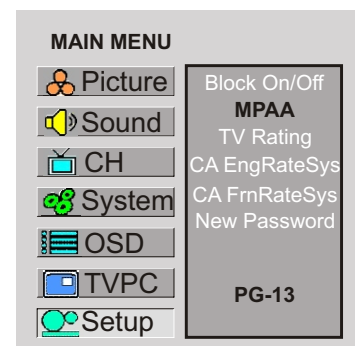 MAIN MENU
Picture
Sound
CH
System
OSD
TVPC
Setup
Block On/Off
MPAA
TV Rating
CA EngRateSys
CA FrnRateSys
New Password
PG-13